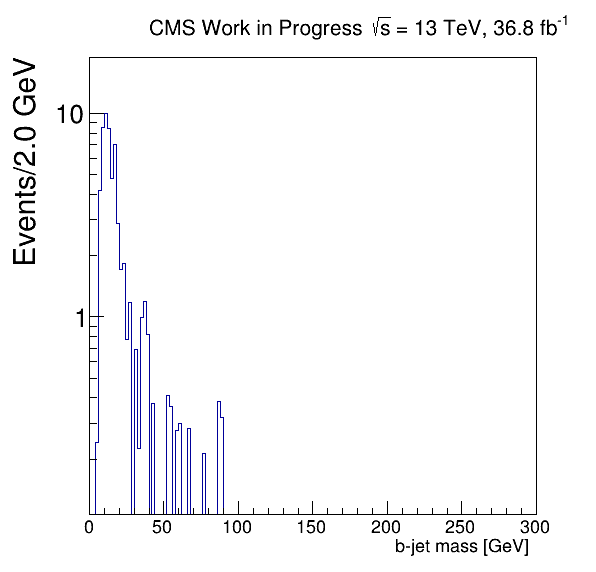 CMS Work in Progress √s = 13 TeV, 36.8 fb⁻¹
Events/2.0 GeV
10
1
0 50 100 150 200 250 300
b-jet mass [GeV]